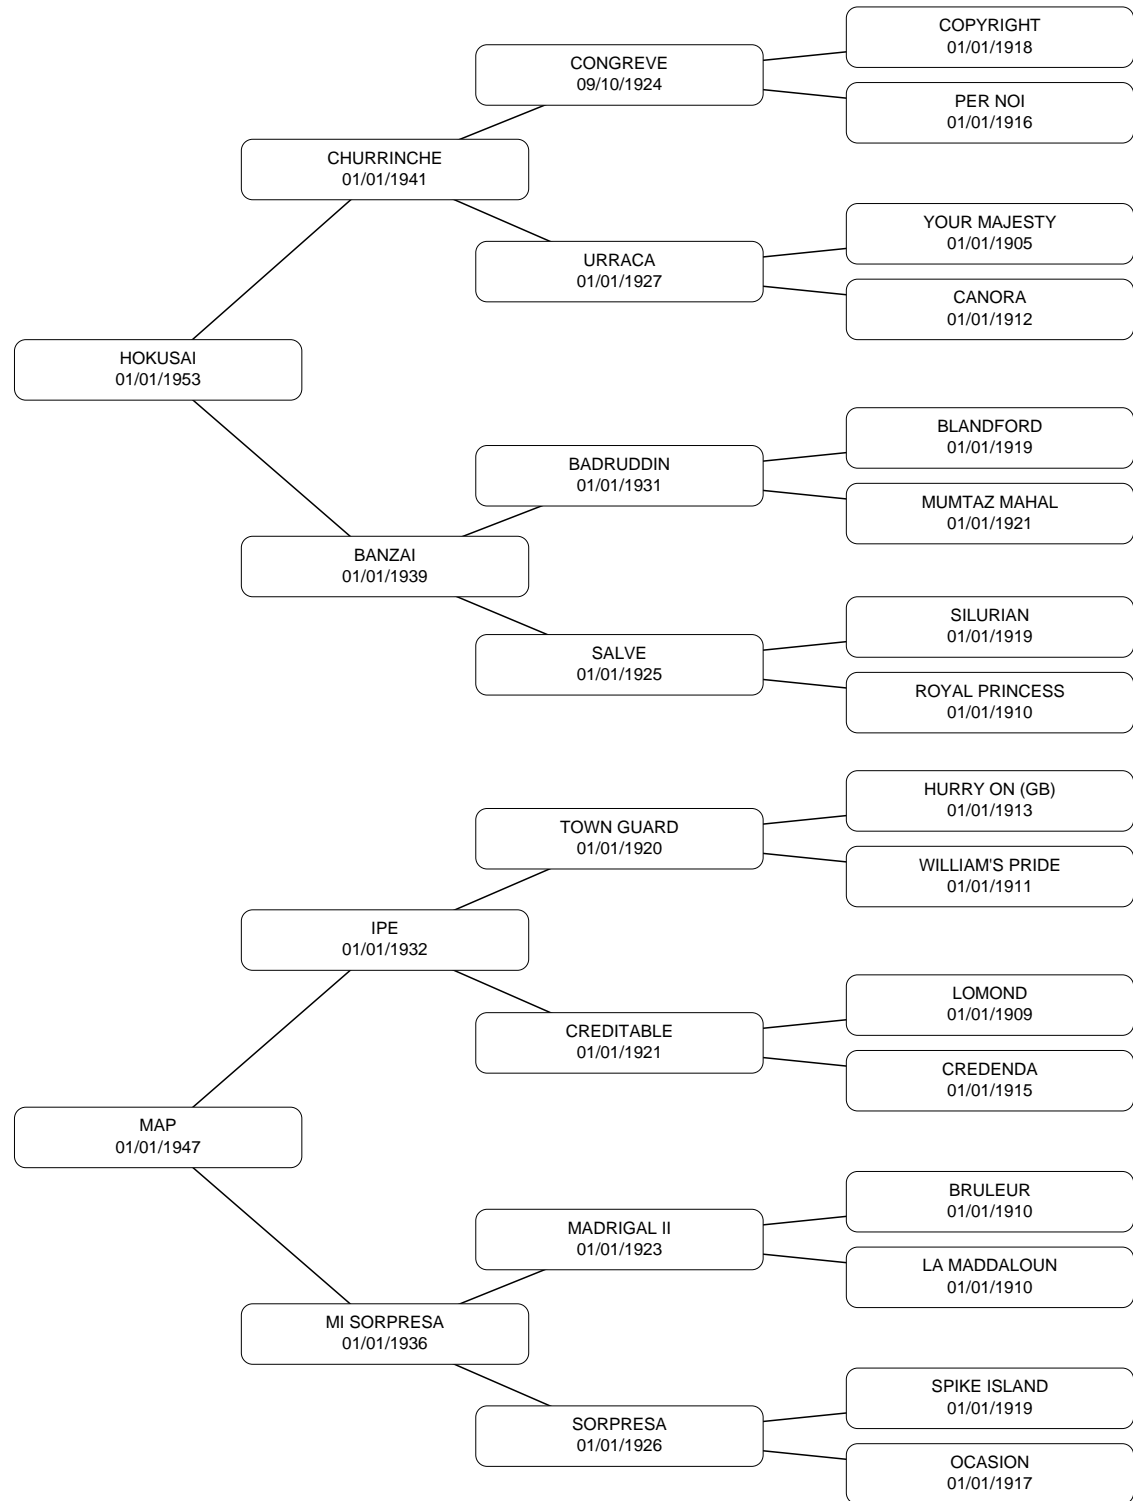 COPYRIGHT
01/01/1918
CONGREVE
09/10/1924
PER NOI
01/01/1916
CHURRINCHE
01/01/1941
YOUR MAJESTY
01/01/1905
URRACA
01/01/1927
CANORA
01/01/1912
HOKUSAI
01/01/1953
BLANDFORD
01/01/1919
BADRUDDIN
01/01/1931
MUMTAZ MAHAL
01/01/1921
BANZAI
01/01/1939
SILURIAN
01/01/1919
SALVE
01/01/1925
ROYAL PRINCESS
01/01/1910
HURRY ON (GB)
01/01/1913
TOWN GUARD
01/01/1920
WILLIAM'S PRIDE
01/01/1911
IPE
01/01/1932
LOMOND
01/01/1909
CREDITABLE
01/01/1921
CREDENDA
01/01/1915
MAP
01/01/1947
BRULEUR
01/01/1910
MADRIGAL II
01/01/1923
LA MADDALOUN
01/01/1910
MI SORPRESA
01/01/1936
SPIKE ISLAND
01/01/1919
SORPRESA
01/01/1926
OCASION
01/01/1917